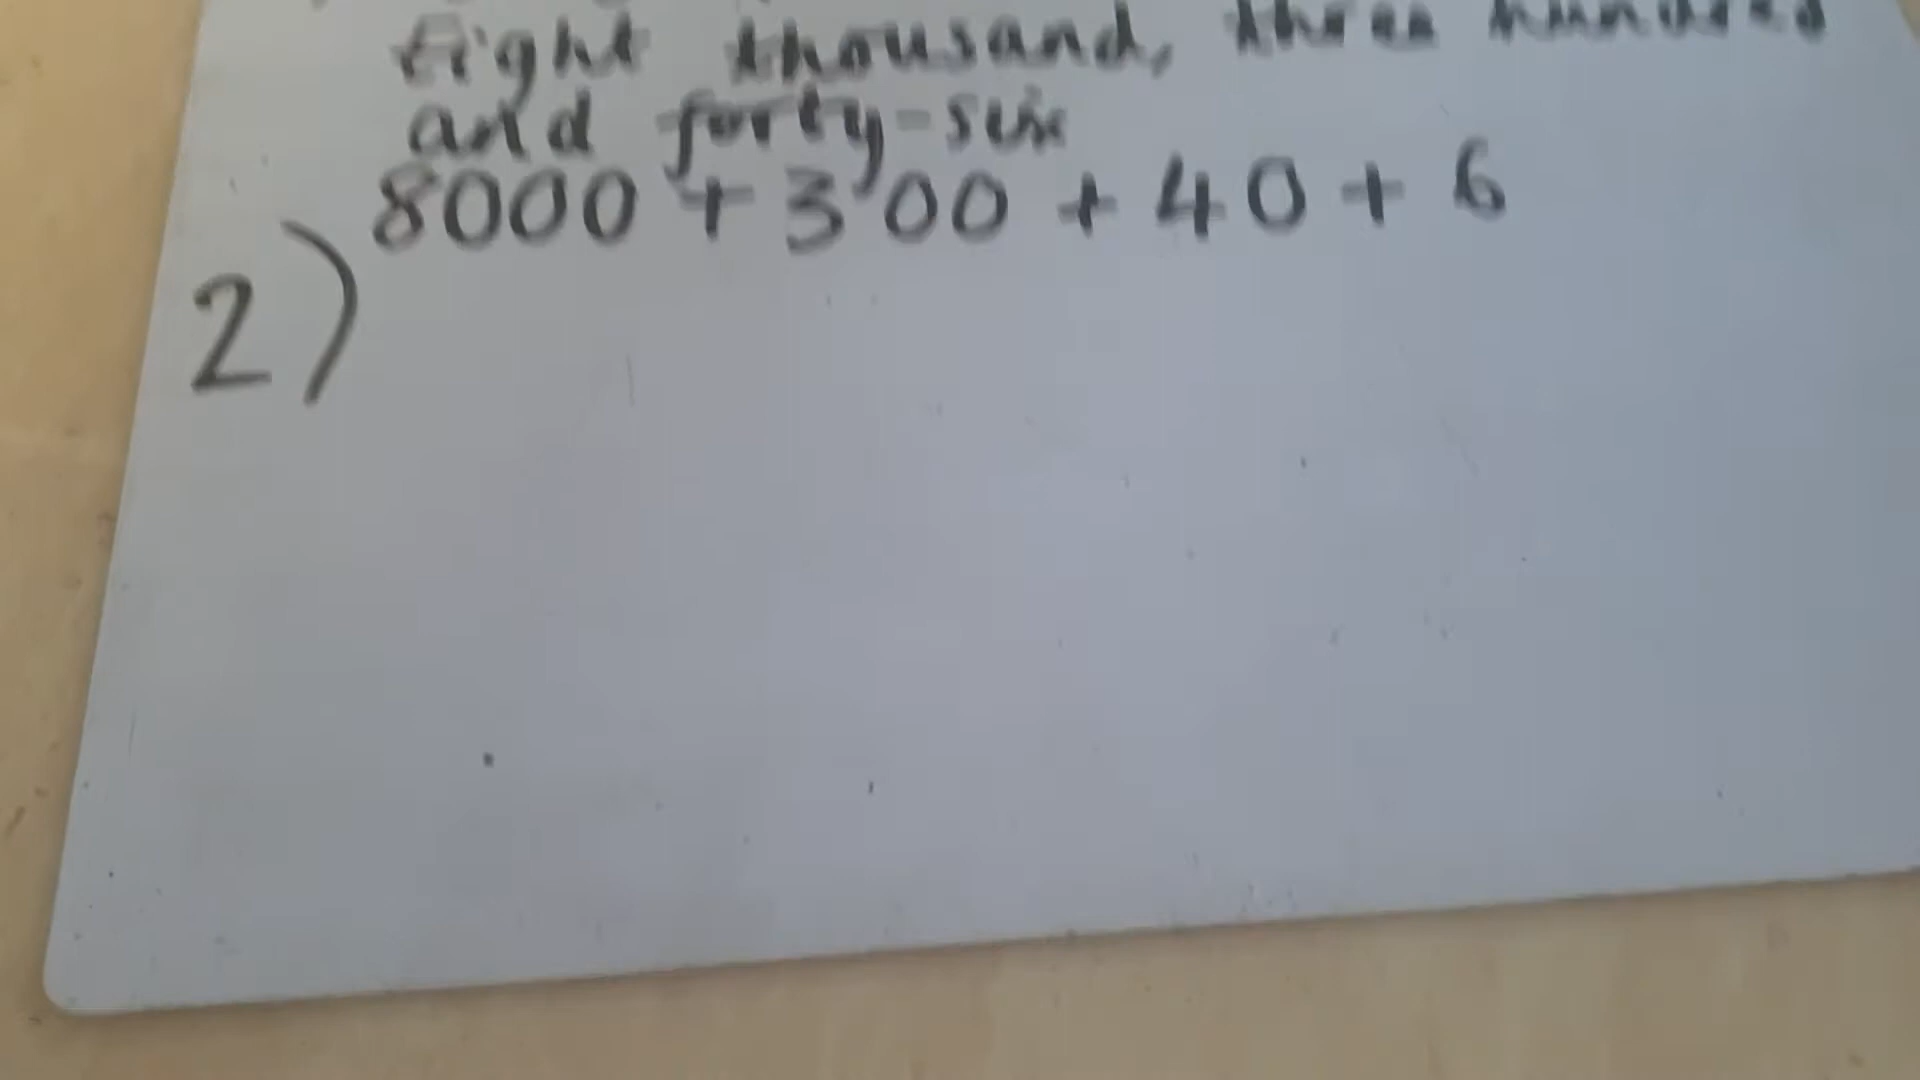 Eight thousand, three hundred
and forty-six
8000 + 300 + 40 + 6
2)